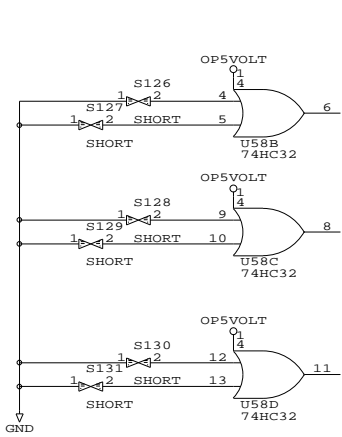 OP5VOLT
1
4
S126
1 2 4
6
S127
1 2 SHORT 5
SHORT
U58B
74HC32
OP5VOLT
1
4
S128
1 2 9
8
S129
1 2 SHORT 10
SHORT
U58C
74HC32
OP5VOLT
1
4
S130
1 2 12
11
S131
1 2 SHORT 13
SHORT
U58D
74HC32
GND